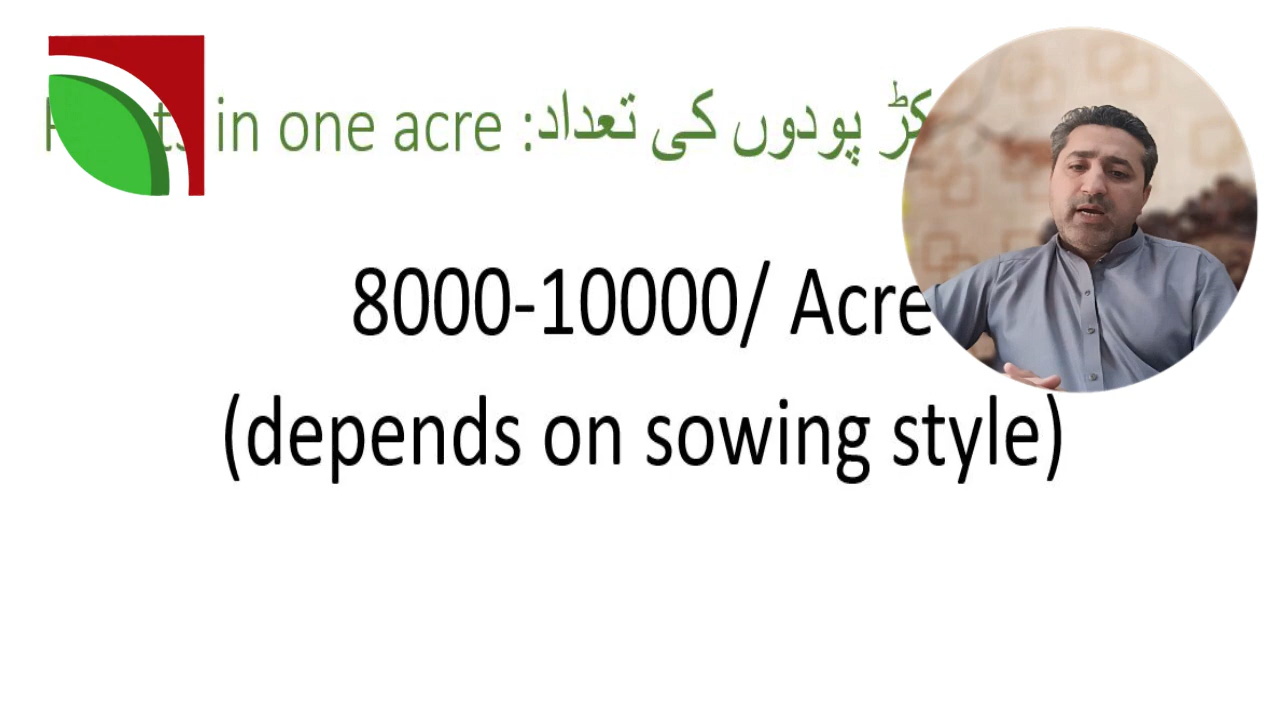 in one acre :پودوں کی تعداد
8000-10000/ Acre
(depends on sowing style)